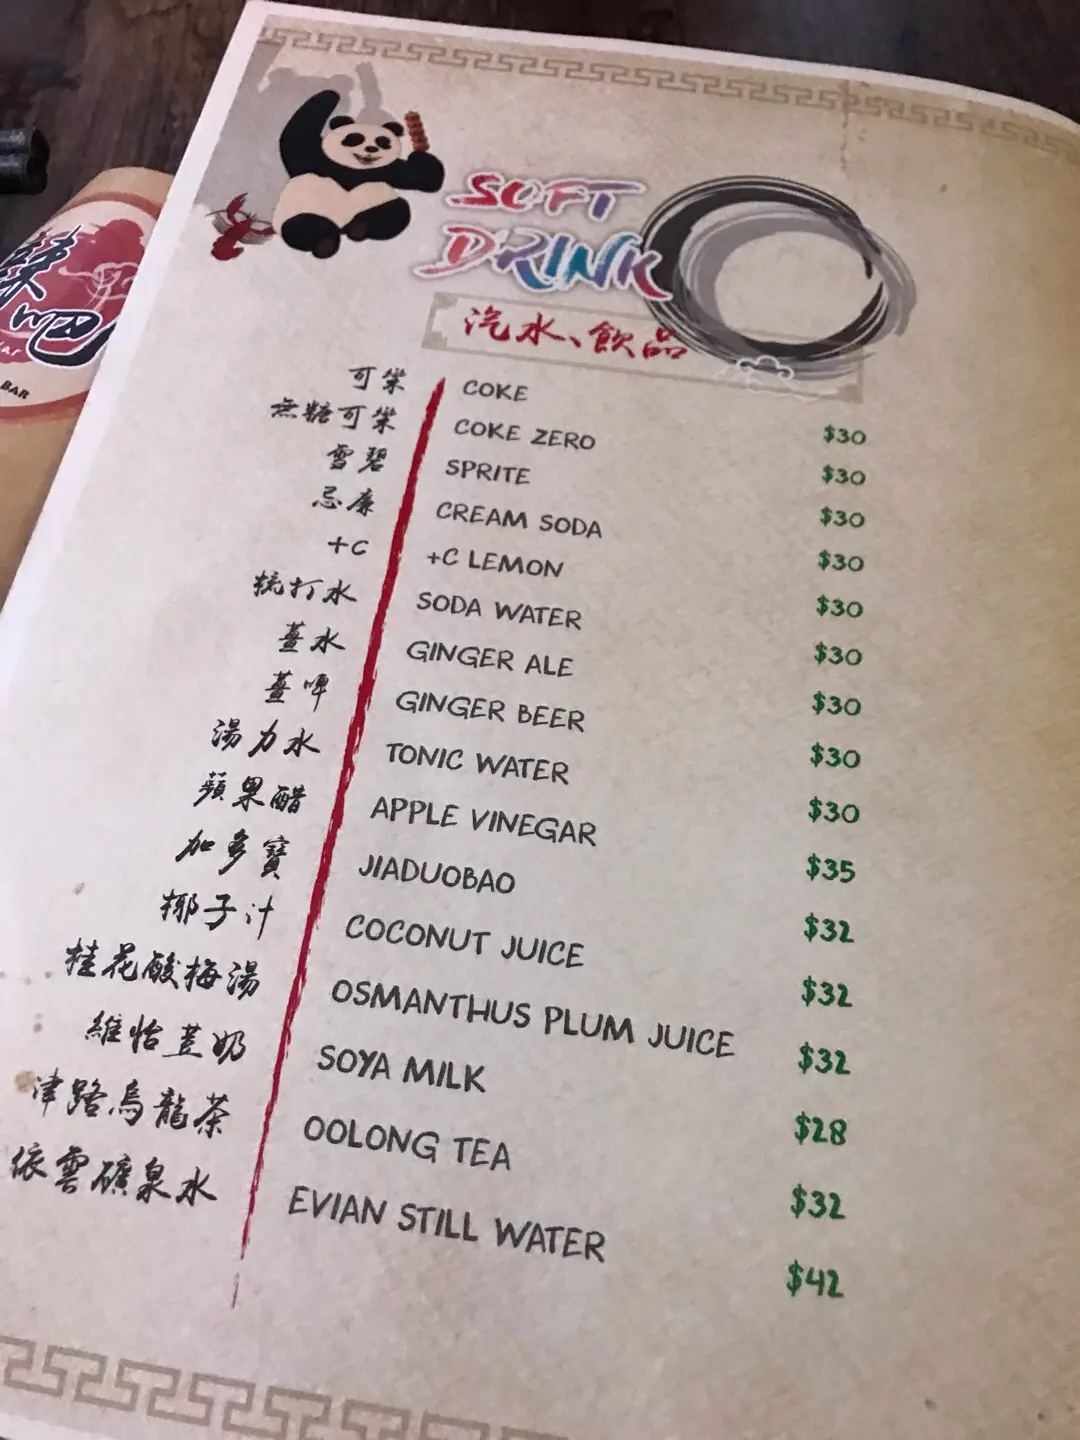 SOFT
DRINK
汽水、飲品
可樂 COKE $30
無糖可樂 COKE ZERO $30
雪碧 SPRITE $30
忌廉 CREAM SODA $30
+C +C LEMON $30
梳打水 SODA WATER $30
薑水 GINGER ALE $30
薑啤 GINGER BEER $30
湯力水 TONIC WATER $30
蘋果醋 APPLE VINEGAR $35
加多寶 JIADUOBAO $32
椰子汁 COCONUT JUICE $32
桂花酸梅湯 OSMANTHUS PLUM JUICE $32
維怡荳奶 SOYA MILK $28
津路烏龍茶 OOLONG TEA $32
依雲礦泉水 EVIAN STILL WATER $42
辣吧
BAR